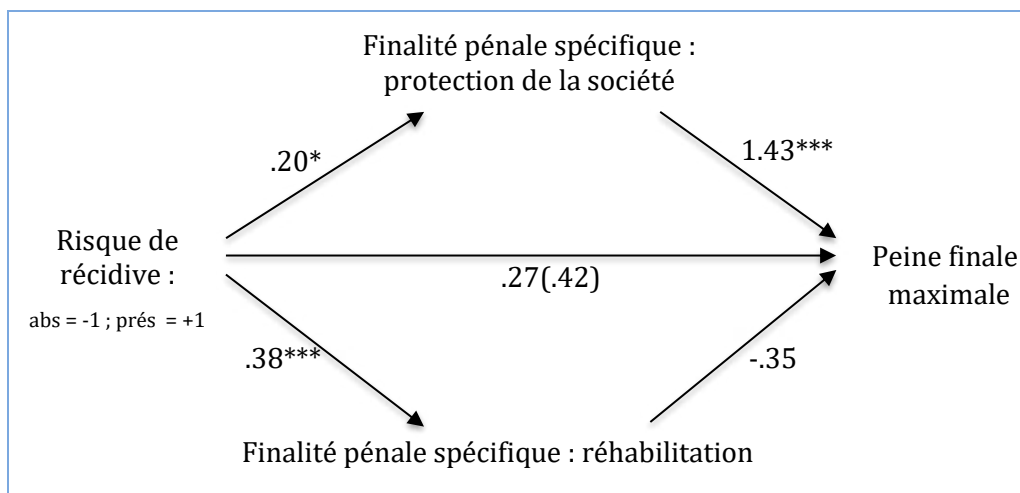 Finalité pénale spécifique :
protection de la société
.20*
1.43***
Risque de
récidive :
abs = -1 ; prés = +1
.27(.42)
Peine finale
maximale
.38***
-.35
Finalité pénale spécifique : réhabilitation